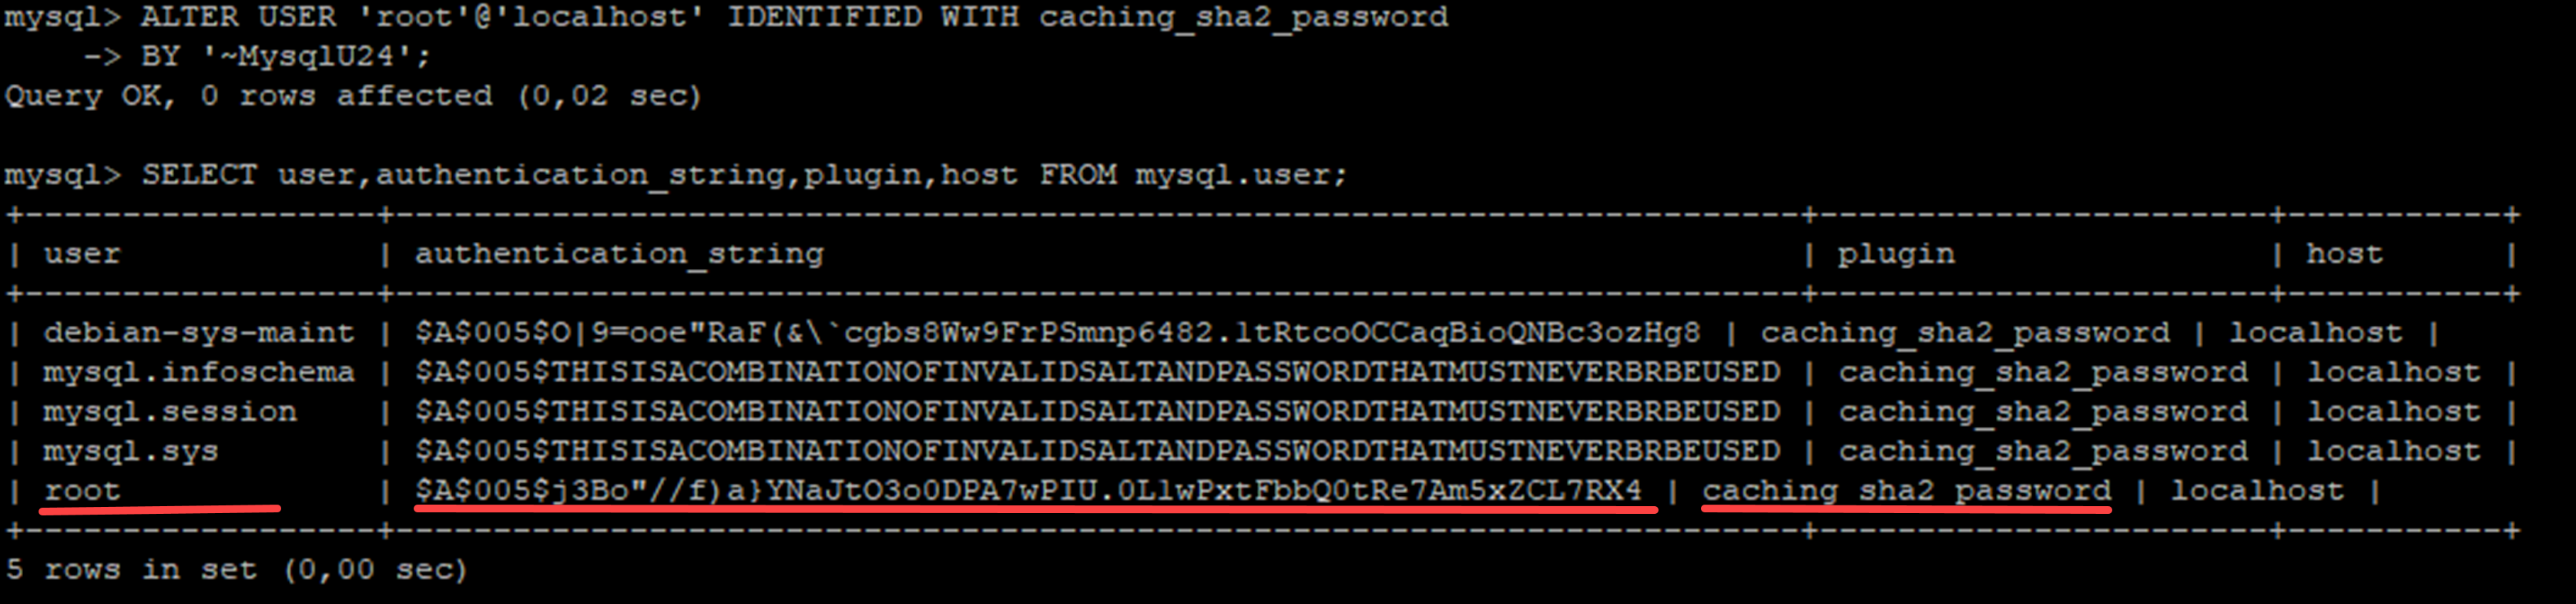 mysql> ALTER USER 'root'@'localhost' IDENTIFIED WITH caching_sha2_password
    -> BY '~MysqlU24';
Query OK, 0 rows affected (0,02 sec)

mysql> SELECT user,authentication_string,plugin,host FROM mysql.user;
+------------------+------------------------------------------------------------------------+-----------------------+-----------+
| user             | authentication_string                                                  | plugin                | host      |
+------------------+------------------------------------------------------------------------+-----------------------+-----------+
| debian-sys-maint | $A$005$O|9=ooe"RaF(&\`cgbs8Ww9FrPSmnp6482.ltRtcoOCCaqBioQNBc3ozHg8 | caching_sha2_password | localhost |
| mysql.infoschema | $A$005$THISISACOMBINATIONOFINVALIDSALTANDPASSWORDTHATMUSTNEVERBRBEUSED | caching_sha2_password | localhost |
| mysql.session    | $A$005$THISISACOMBINATIONOFINVALIDSALTANDPASSWORDTHATMUSTNEVERBRBEUSED | caching_sha2_password | localhost |
| mysql.sys        | $A$005$THISISACOMBINATIONOFINVALIDSALTANDPASSWORDTHATMUSTNEVERBRBEUSED | caching_sha2_password | localhost |
| root             | $A$005$j3Bo"//f)a}YNaJtO3o0DPA7wPIU.0LlwPxtFbbQ0tRe7Am5xZCL7RX4 | caching_sha2_password | localhost |
+------------------+------------------------------------------------------------------------+-----------------------+-----------+
5 rows in set (0,00 sec)